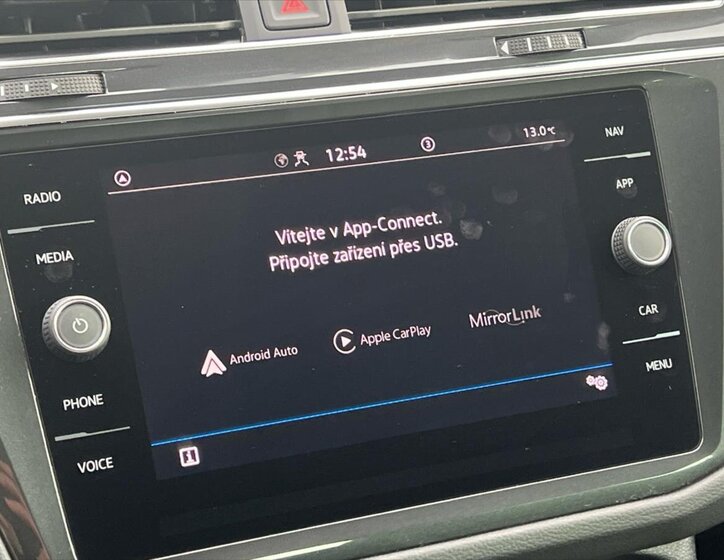 12:54
3
13.0°C
NAV
RADIO
APP
MEDIA
Vítejte v App-Connect.
Připojte zařízení přes USB.
Android Auto
Apple CarPlay
MirrorLink
CAR
PHONE
MENU
VOICE